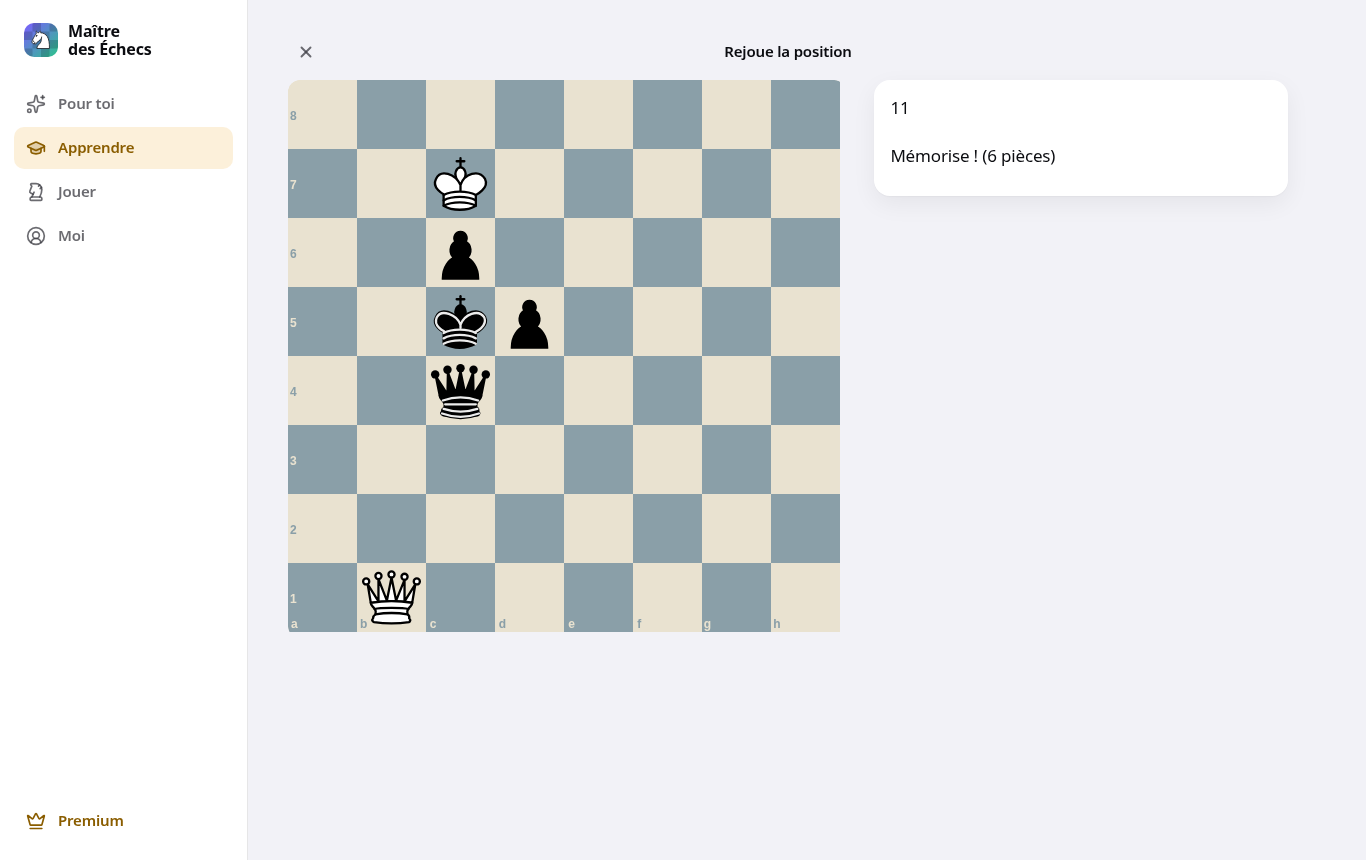 Maître
des Échecs
Pour toi
Apprendre
Jouer
Moi
Premium
Rejoue la position
8
7
6
5
4
3
2
1
a b c d e f g h
11
Mémorise ! (6 pièces)